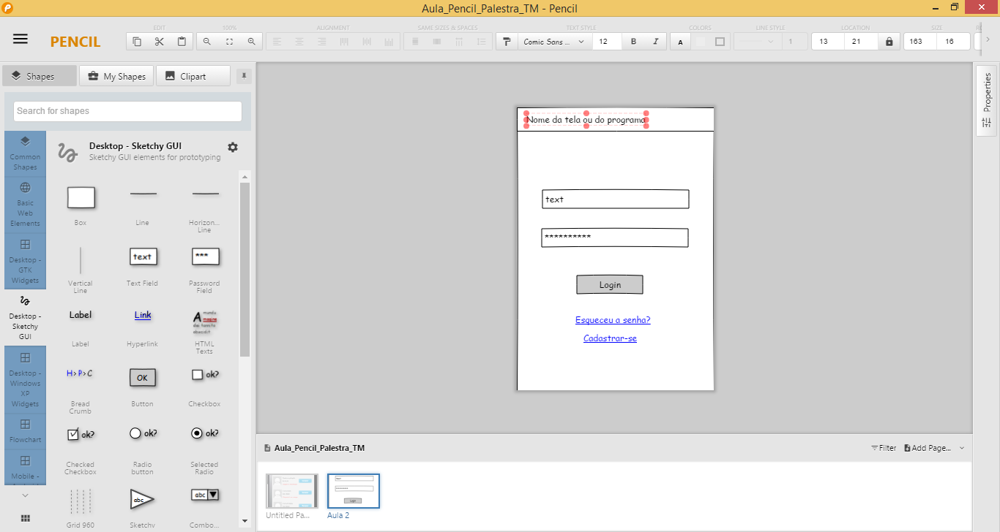 Aula_Pencil_Palestra_TM - Pencil
PENCIL
EDIT
100%
ALIGNMENT
SAME SIZES & SPACES
TEXT STYLE
COLORS
LINE STYLE
LOCATION
SIZE
Comic Sans ...
12
B
I
A
1
13
21
163
16
Shapes
My Shapes
Clipart
Search for shapes
Properties
Common
Shapes
Basic
Web
Elements
Desktop -
GTK
Widgets
Desktop -
Sketchy
GUI
Desktop -
Windows
XP
Widgets
Flowchart
Mobile -
Desktop - Sketchy GUI
Sketchy GUI elements for prototyping
Box
Line
Horizon...
Line
text
***
Vertical
Line
Text Field
Password
Field
Label
Link
A
Label
Hyperlink
HTML
Texts
H>P>C
OK
ok?
Bread
Crumb
Button
Checkbox
ok?
ok?
ok?
Checked
Checkbox
Radio
button
Selected
Radio
abc
abc
Grid 960
Sketchy
Combo...
Nome da tela ou do programa
text
**********
Login
Esqueceu a senha?
Cadastrar-se
Aula_Pencil_Palestra_TM
Filter
Add Page...
Untitled Pa...
Aula 2